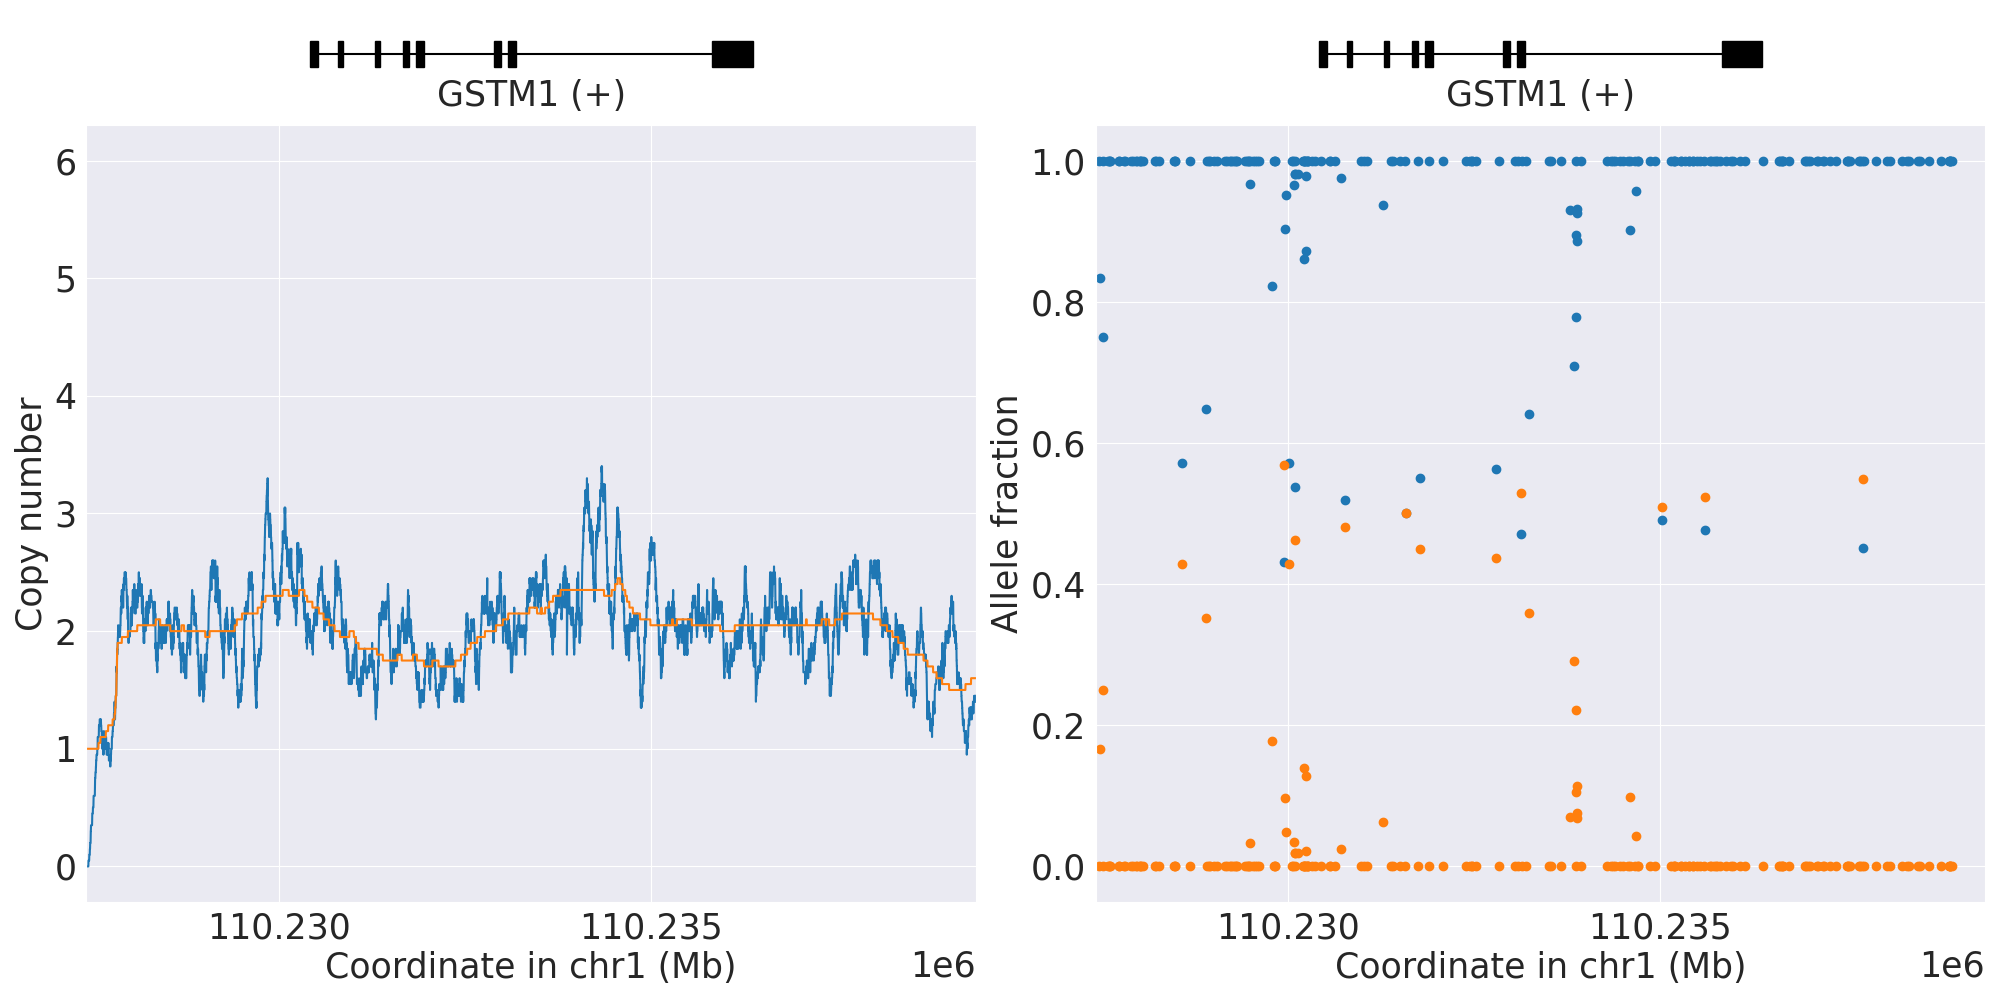 GSTM1 (+)
6
5
4
3
2
1
0
Copy number
110.230
110.235
Coordinate in chr1 (Mb)
1e6
GSTM1 (+)
1.0
0.8
0.6
0.4
0.2
0.0
Allele fraction
110.230
110.235
Coordinate in chr1 (Mb)
1e6